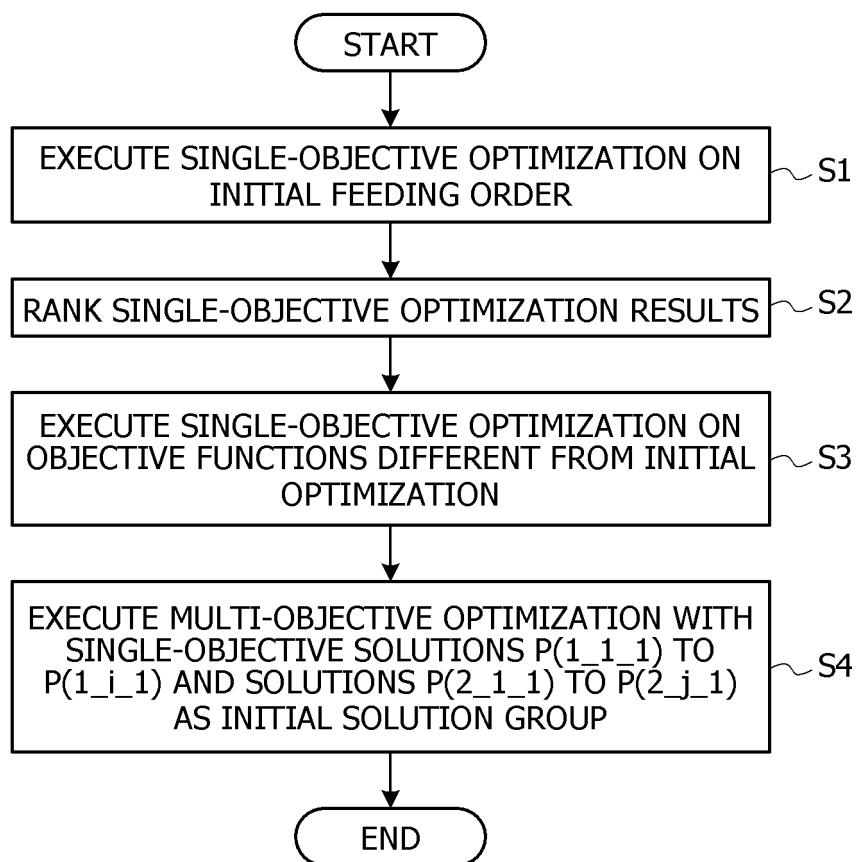 START
EXECUTE SINGLE-OBJECTIVE OPTIMIZATION ON
INITIAL FEEDING ORDER
S1
RANK SINGLE-OBJECTIVE OPTIMIZATION RESULTS
S2
EXECUTE SINGLE-OBJECTIVE OPTIMIZATION ON
OBJECTIVE FUNCTIONS DIFFERENT FROM INITIAL
OPTIMIZATION
S3
EXECUTE MULTI-OBJECTIVE OPTIMIZATION WITH
SINGLE-OBJECTIVE SOLUTIONS P(1_1_1) TO
P(1_i_1) AND SOLUTIONS P(2_1_1) TO P(2_j_1)
AS INITIAL SOLUTION GROUP
S4
END